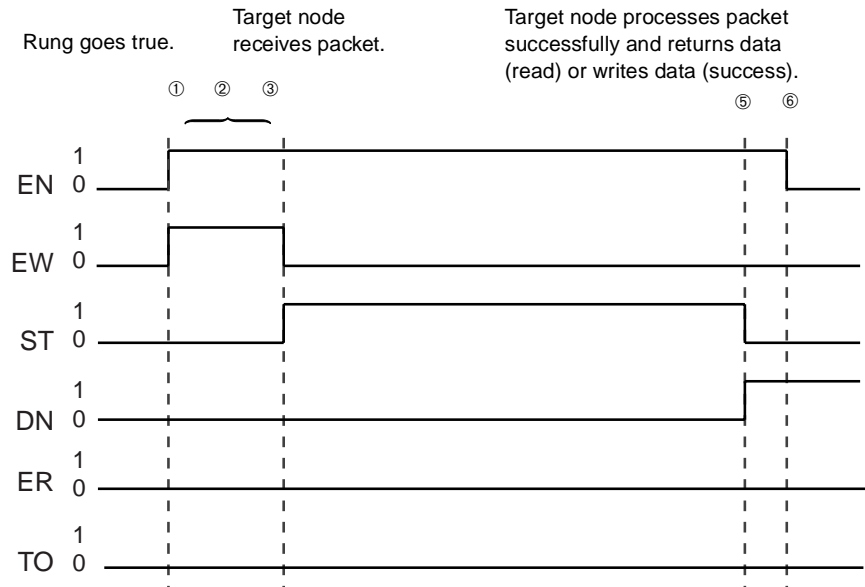 Rung goes true.
Target node
receives packet.
Target node processes packet
successfully and returns data
(read) or writes data (success).
① ② ③ ⑤ ⑥
1
EN 0
1
EW 0
1
ST 0
1
DN 0
1
ER 0
1
TO 0